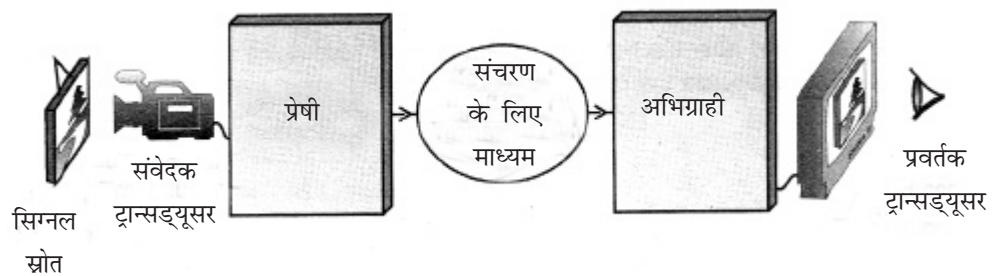 सिग्नल
स्रोत
संवेदक
ट्रान्सड्यूसर
प्रेषी
संचरण
के लिए
माध्यम
अभिग्राही
प्रवर्तक
ट्रान्सड्यूसर